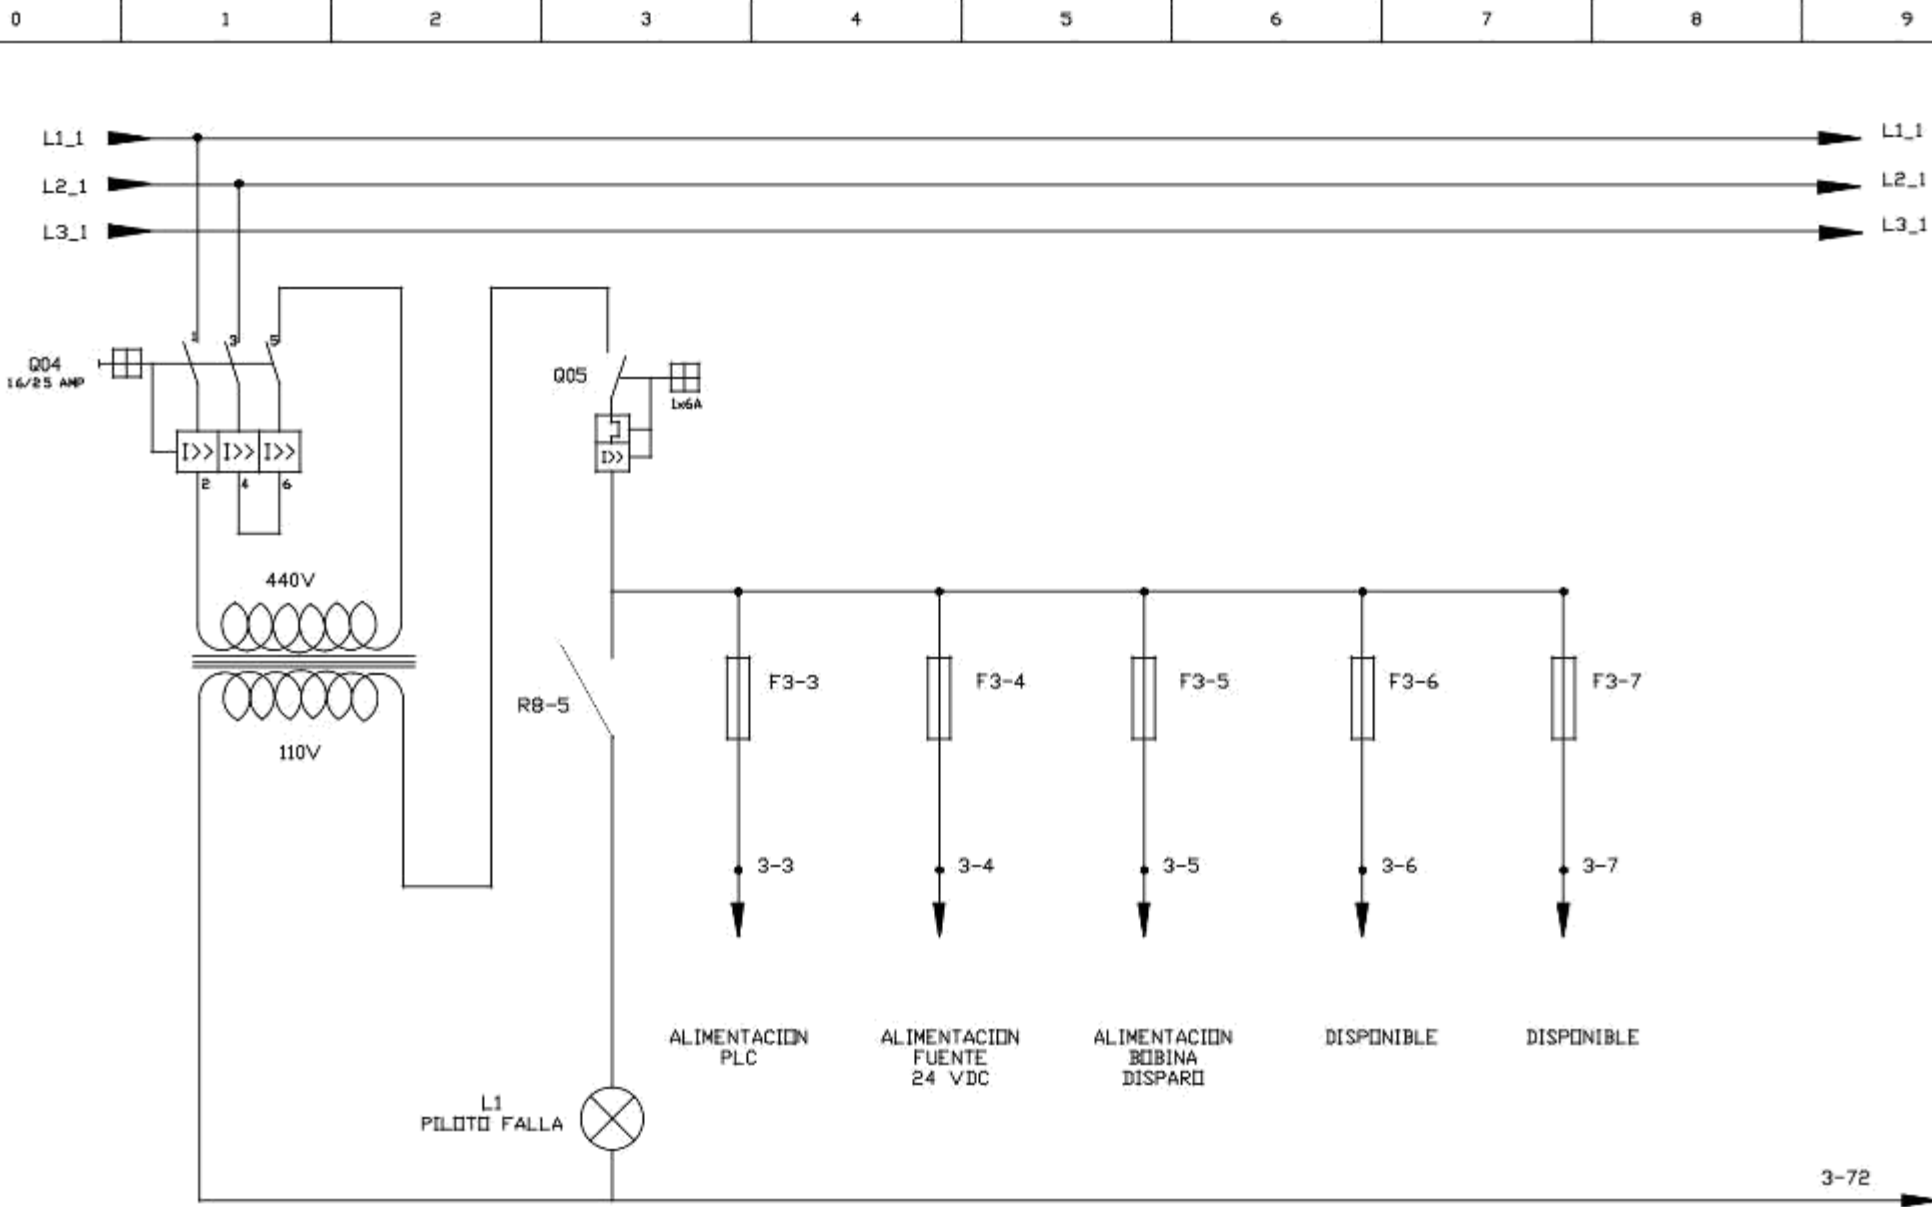 0 1 2 3 4 5 6 7 8 9
L1_1 L1_1
L2_1 L2_1
L3_1 L3_1
1 3 5
Q04
16/25 AMP
Q05
1x6A
I>> I>> I>>
I>>
2 4 6
440V
F3-3 F3-4 F3-5 F3-6 F3-7
R8-5
110V
3-3 3-4 3-5 3-6 3-7
ALIMENTACION
PLC
ALIMENTACION
FUENTE
24 VDC
ALIMENTACION
BOBINA
DISPARO
DISPONIBLE
DISPONIBLE
L1
PILOTO FALLA
3-72